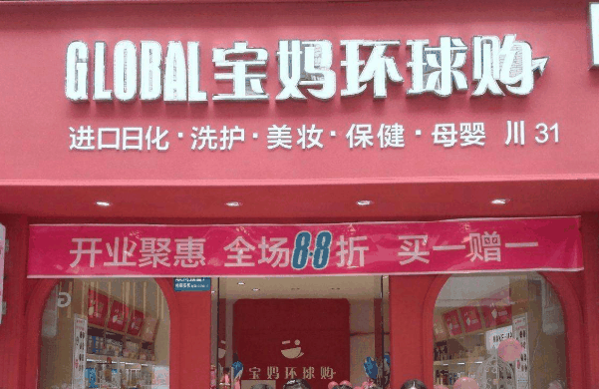 GLOBAL宝妈环球购
进口日化·洗护·美妆·保健·母婴 川 31
开业聚惠 全场8.8折 买一赠一
宝妈环球购